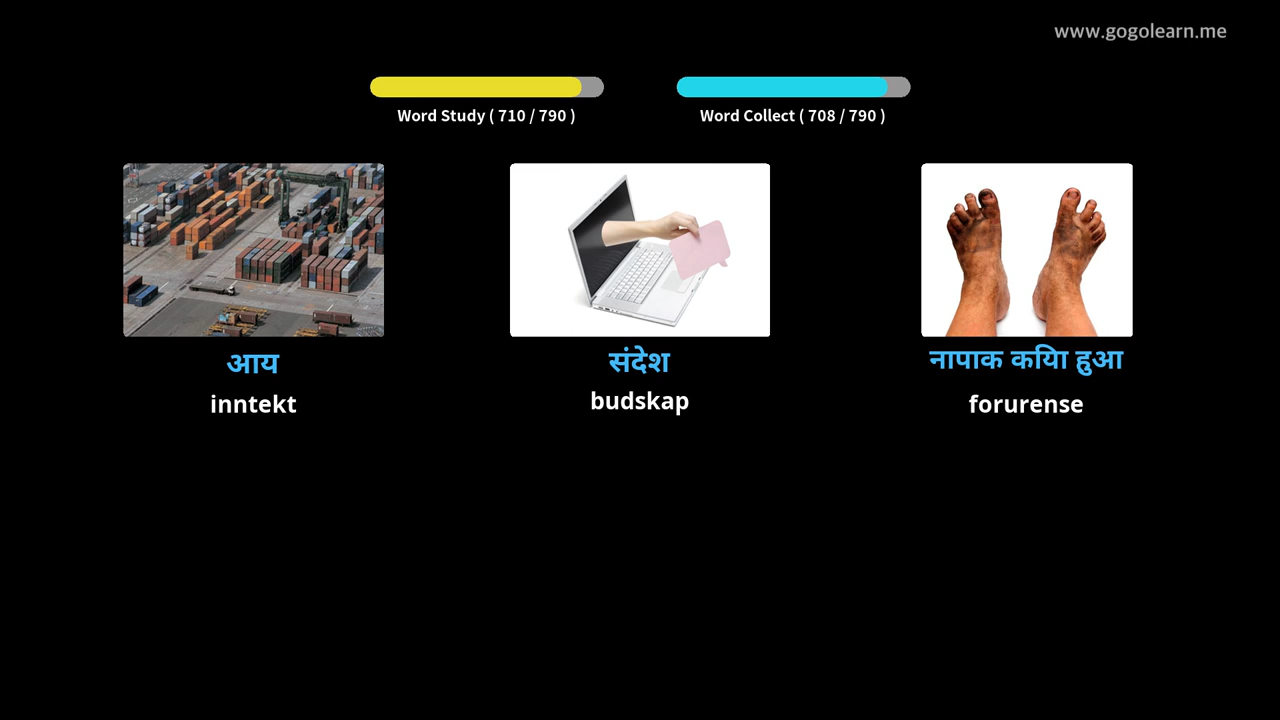 www.gogolearn.me
Word Study ( 710 / 790 )
Word Collect ( 708 / 790 )
आय
inntekt
संदेश
budskap
नापाक कयिा हुआ
forurense